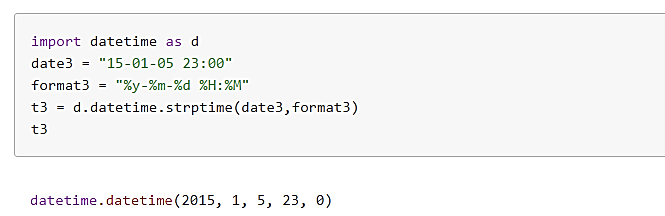 import datetime as d
date3 = "15-01-05 23:00"
format3 = "%y-%m-%d %H:%M"
t3 = d.datetime.strptime(date3,format3)
t3
datetime.datetime(2015, 1, 5, 23, 0)